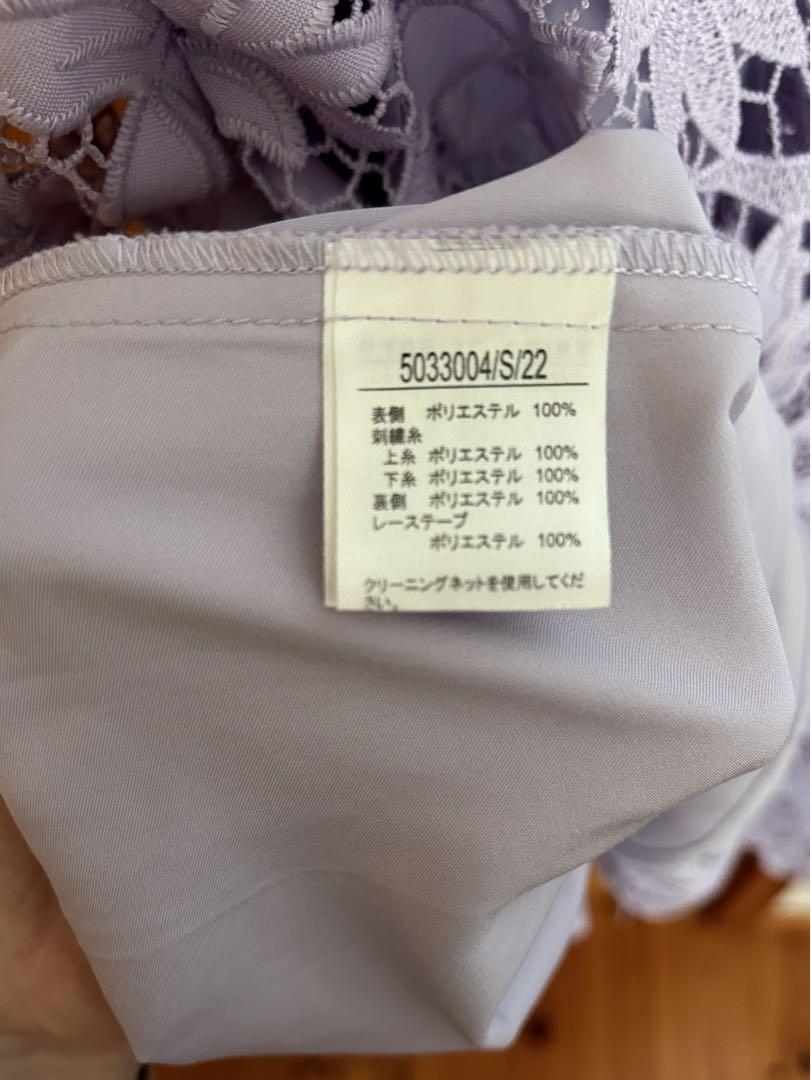 5033004/S/22
表側 ポリエステル 100%
刺繍糸
上糸 ポリエステル 100%
下糸 ポリエステル 100%
裏側 ポリエステル 100%
レーステープ
ポリエステル 100%
クリーニングネットを使用してくだ
さい。